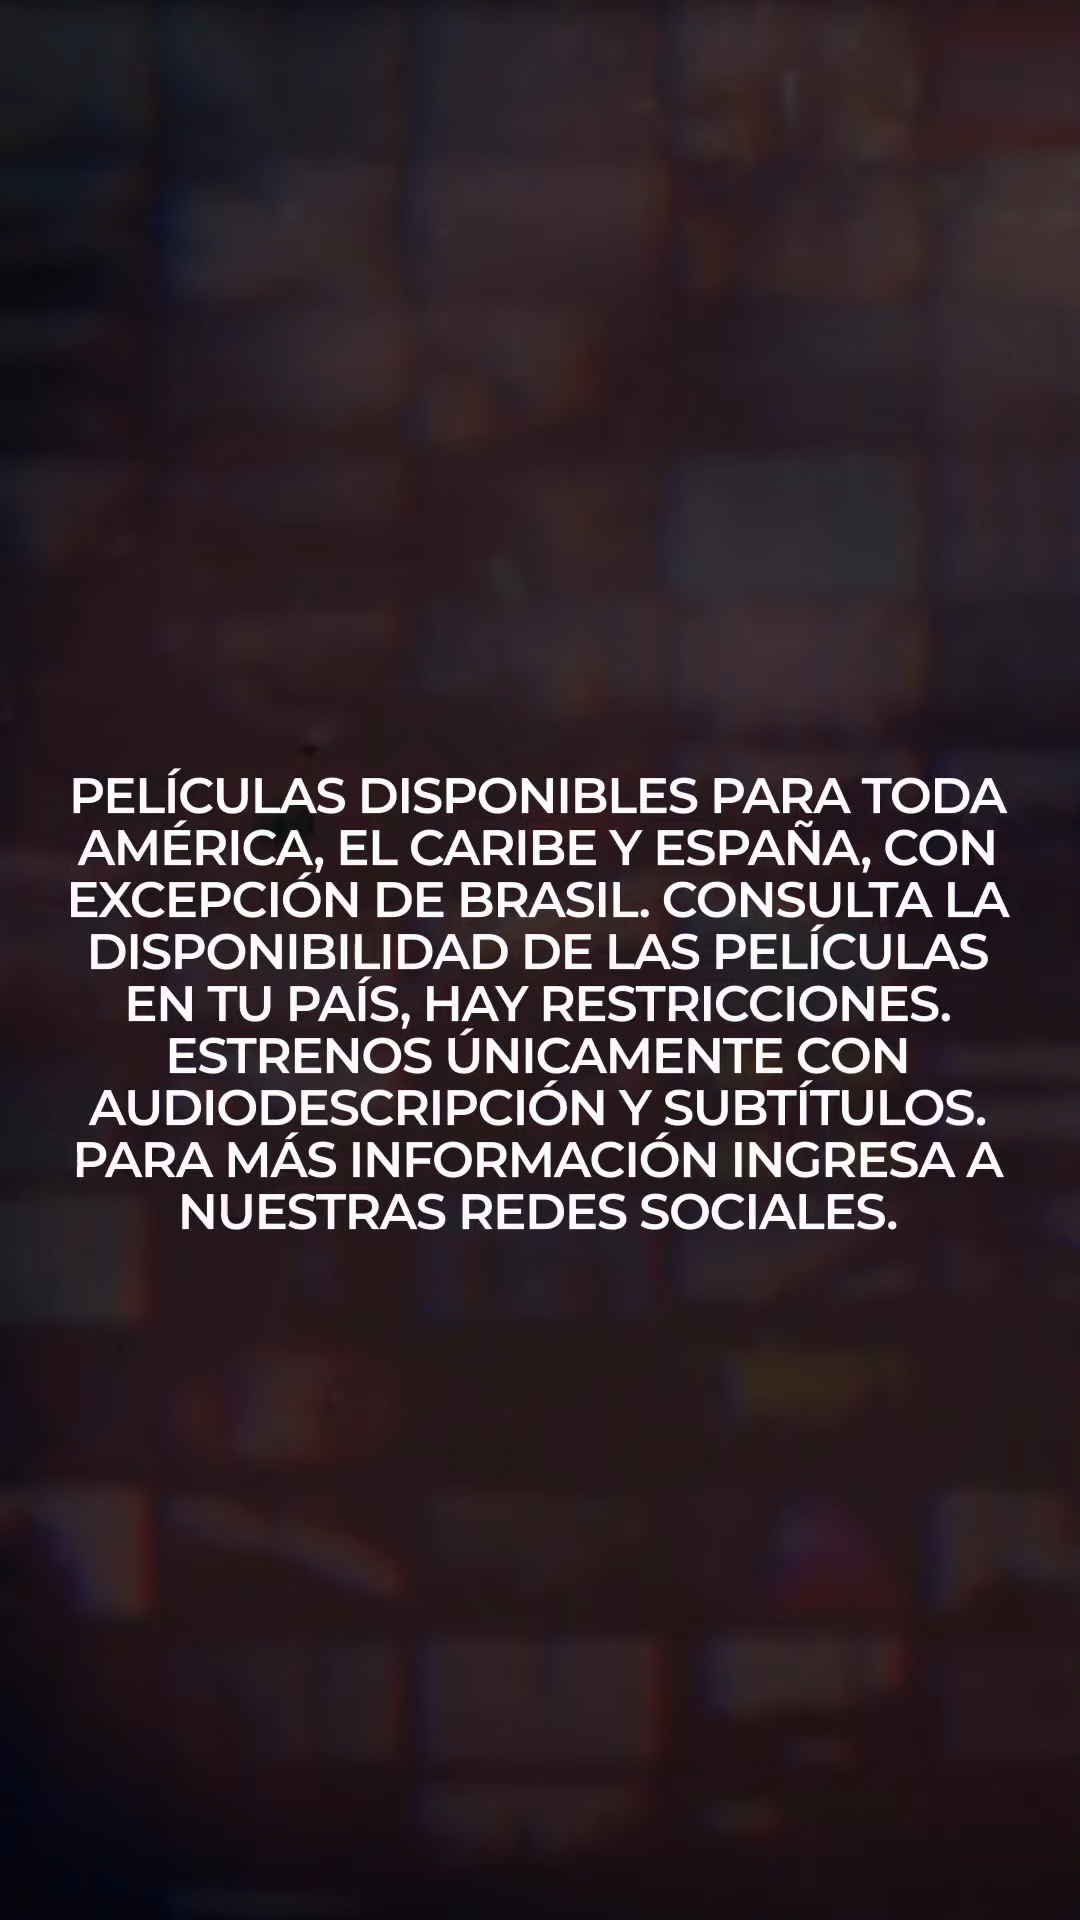 PELÍCULAS DISPONIBLES PARA TODA
AMÉRICA, EL CARIBE Y ESPAÑA, CON
EXCEPCIÓN DE BRASIL. CONSULTA LA
DISPONIBILIDAD DE LAS PELÍCULAS
EN TU PAÍS, HAY RESTRICCIONES.
ESTRENOS ÚNICAMENTE CON
AUDIODESCRIPCIÓN Y SUBTÍTULOS.
PARA MÁS INFORMACIÓN INGRESA A
NUESTRAS REDES SOCIALES.